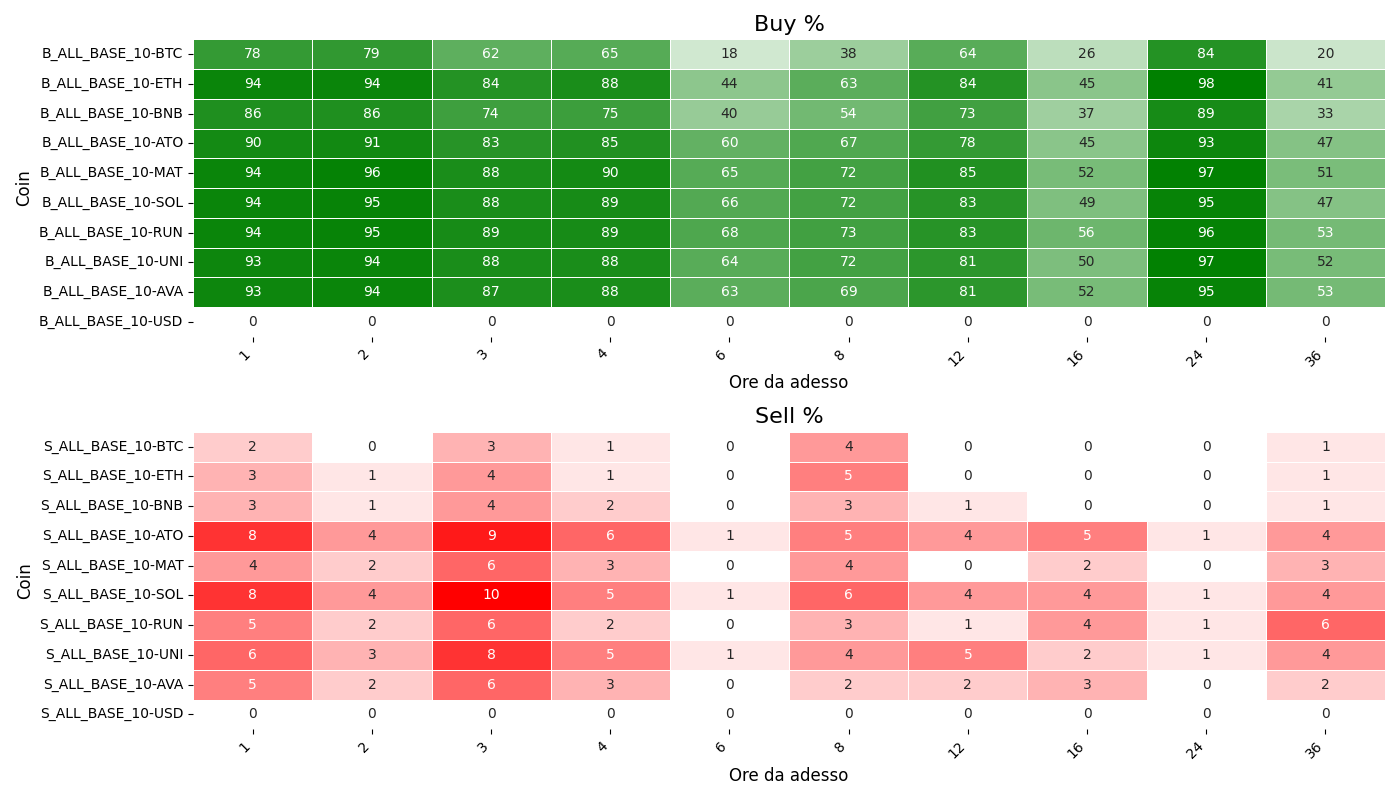 Buy %
Coin
B_ALL_BASE_10-BTC 78 79 62 65 18 38 64 26 84 20
B_ALL_BASE_10-ETH 94 94 84 88 44 63 84 45 98 41
B_ALL_BASE_10-BNB 86 86 74 75 40 54 73 37 89 33
B_ALL_BASE_10-ATO 90 91 83 85 60 67 78 45 93 47
B_ALL_BASE_10-MAT 94 96 88 90 65 72 85 52 97 51
B_ALL_BASE_10-SOL 94 95 88 89 66 72 83 49 95 47
B_ALL_BASE_10-RUN 94 95 89 89 68 73 83 56 96 53
B_ALL_BASE_10-UNI 93 94 88 88 64 72 81 50 97 52
B_ALL_BASE_10-AVA 93 94 87 88 63 69 81 52 95 53
B_ALL_BASE_10-USD 0 0 0 0 0 0 0 0 0 0
1 2 3 4 6 8 12 16 24 36
Ore da adesso
Sell %
Coin
S_ALL_BASE_10-BTC 2 0 3 1 0 4 0 0 0 1
S_ALL_BASE_10-ETH 3 1 4 1 0 5 0 0 0 1
S_ALL_BASE_10-BNB 3 1 4 2 0 3 1 0 0 1
S_ALL_BASE_10-ATO 8 4 9 6 1 5 4 5 1 4
S_ALL_BASE_10-MAT 4 2 6 3 0 4 0 2 0 3
S_ALL_BASE_10-SOL 8 4 10 5 1 6 4 4 1 4
S_ALL_BASE_10-RUN 5 2 6 2 0 3 1 4 1 6
S_ALL_BASE_10-UNI 6 3 8 5 1 4 5 2 1 4
S_ALL_BASE_10-AVA 5 2 6 3 0 2 2 3 0 2
S_ALL_BASE_10-USD 0 0 0 0 0 0 0 0 0 0
1 2 3 4 6 8 12 16 24 36
Ore da adesso